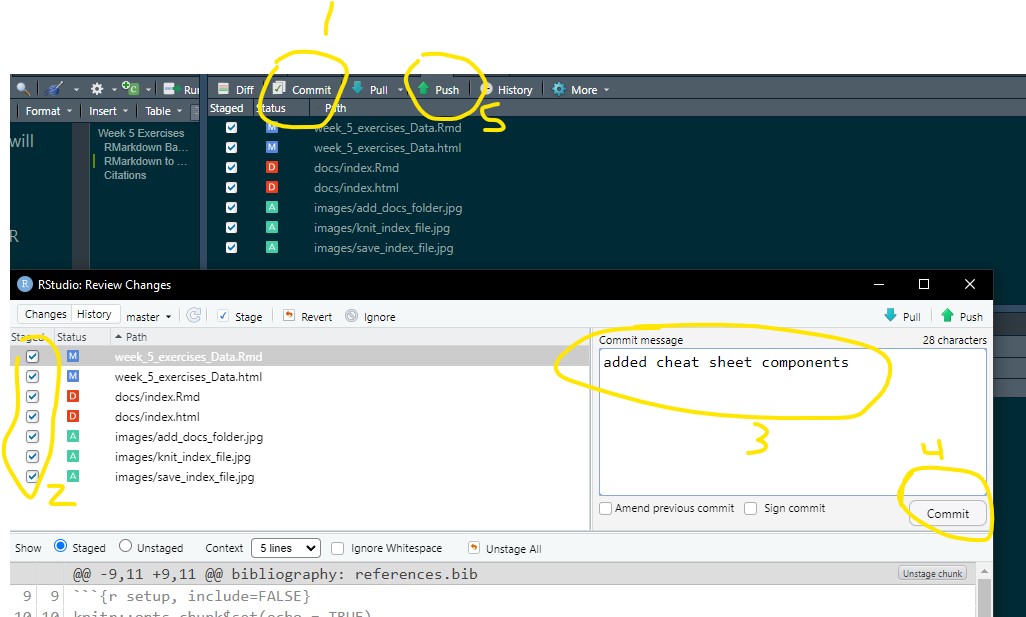 1
Run
Diff Commit Pull Push History More
5
Format Insert Table
Staged Status Path
will
Week 5 Exercises
RMarkdown Ba...
RMarkdown to ...
Citations
R
M week_5_exercises_Data.Rmd
M week_5_exercises_Data.html
D docs/index.Rmd
D docs/index.html
A images/add_docs_folder.jpg
A images/knit_index_file.jpg
A images/save_index_file.jpg
R RStudio: Review Changes
Changes History master Stage Revert Ignore Pull Push
Staged Status Path
M week_5_exercises_Data.Rmd
M week_5_exercises_Data.html
D docs/index.Rmd
D docs/index.html
A images/add_docs_folder.jpg
A images/knit_index_file.jpg
A images/save_index_file.jpg
2
Commit message 28 characters
added cheat sheet components
3
4
Amend previous commit Sign commit Commit
Show Staged Unstaged Context 5 lines Ignore Whitespace Unstage All
@@ -9,11 +9,11 @@ bibliography: references.bib Unstage chunk
9 9 ```{r setup, include=FALSE}
10 10 knitr::opts_chunk$set(echo = TRUE)